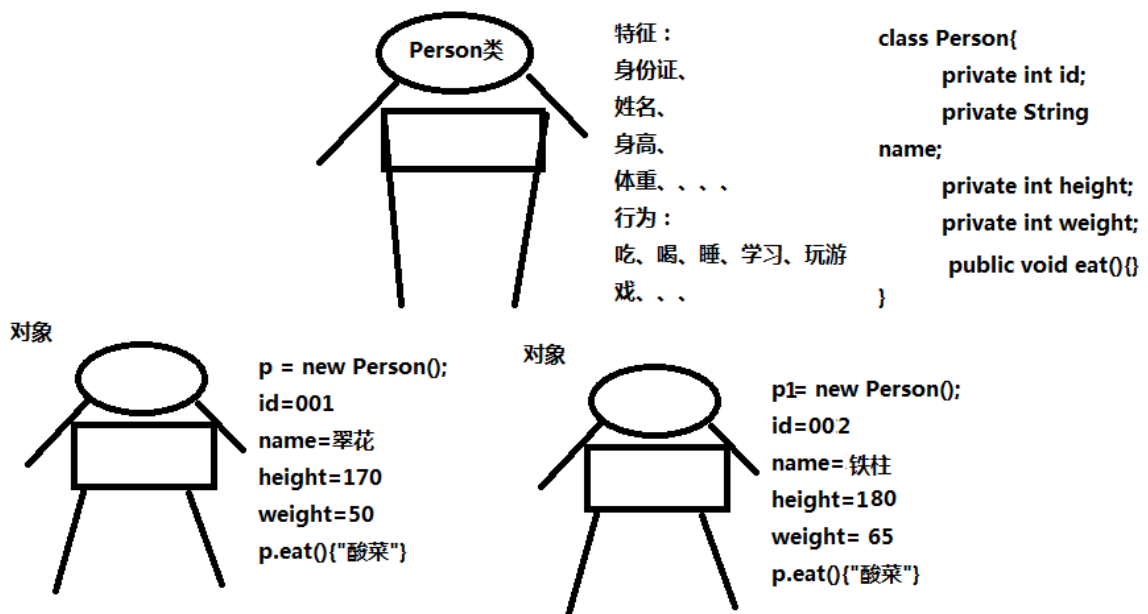 Person类
特征：
身份证、
姓名、
身高、
体重、、、、
行为：
吃、喝、睡、学习、玩游
戏、、、
class Person{
private int id;
private String
name;
private int height;
private int weight;
public void eat(){}
}
对象
p = new Person();
id=001
name=翠花
height=170
weight=50
p.eat(){"酸菜"}
对象
p1= new Person();
id=002
name=铁柱
height=180
weight= 65
p.eat(){"酸菜"}